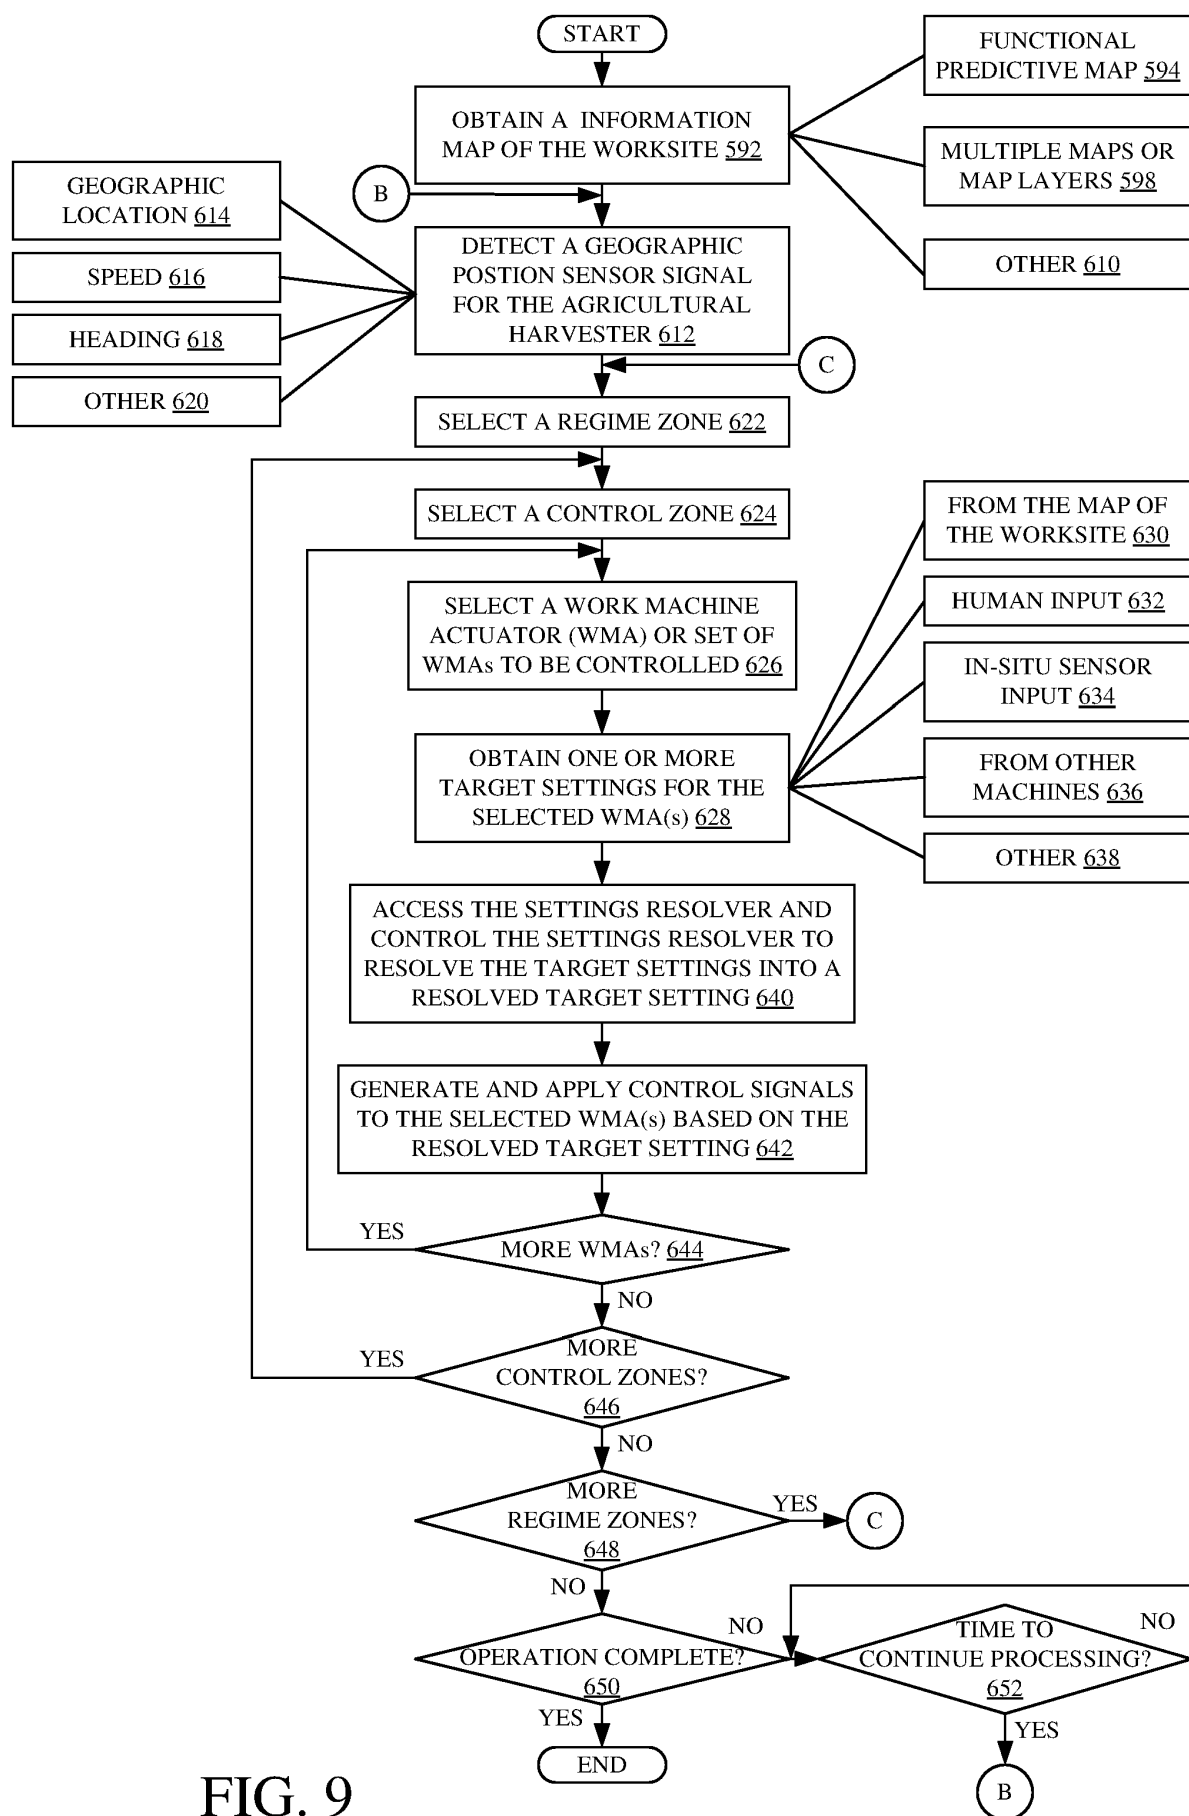 START
FUNCTIONAL
PREDICTIVE MAP 594
OBTAIN A INFORMATION
MAP OF THE WORKSITE 592
MULTIPLE MAPS OR
MAP LAYERS 598
OTHER 610
B
GEOGRAPHIC
LOCATION 614
SPEED 616
HEADING 618
OTHER 620
DETECT A GEOGRAPHIC
POSTION SENSOR SIGNAL
FOR THE AGRICULTURAL
HARVESTER 612
C
SELECT A REGIME ZONE 622
SELECT A CONTROL ZONE 624
SELECT A WORK MACHINE
ACTUATOR (WMA) OR SET OF
WMAs TO BE CONTROLLED 626
OBTAIN ONE OR MORE
TARGET SETTINGS FOR THE
SELECTED WMA(s) 628
FROM THE MAP OF
THE WORKSITE 630
HUMAN INPUT 632
IN-SITU SENSOR
INPUT 634
FROM OTHER
MACHINES 636
OTHER 638
ACCESS THE SETTINGS RESOLVER AND
CONTROL THE SETTINGS RESOLVER TO
RESOLVE THE TARGET SETTINGS INTO A
RESOLVED TARGET SETTING 640
GENERATE AND APPLY CONTROL SIGNALS
TO THE SELECTED WMA(s) BASED ON THE
RESOLVED TARGET SETTING 642
YES
MORE WMAs? 644
NO
YES
MORE
CONTROL ZONES?
646
NO
MORE
REGIME ZONES?
648
YES
C
NO
OPERATION COMPLETE?
650
NO
YES
END
TIME TO
CONTINUE PROCESSING?
652
NO
YES
B
FIG. 9